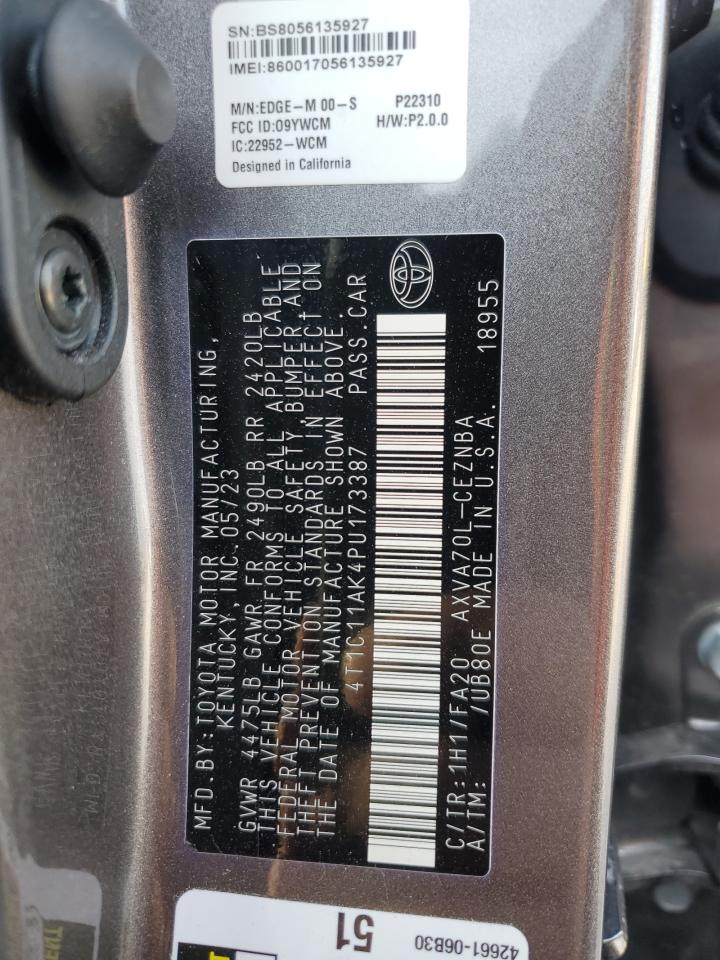 SN:BS8056135927
IMEI:860017056135927
M/N:EDGE-M 00-S P22310
FCC ID:O9YWCM H/W:P2.0.0
IC:22952-WCM
Designed in California
MFD.BY:TOYOTA MOTOR MANUFACTURING,
KENTUCKY, INC. 05/23
GVWR 4475LB GAWR FR 2490LB RR 2420LB
THIS VEHICLE CONFORMS TO ALL APPLICABLE
FEDERAL MOTOR VEHICLE SAFETY, BUMPER AND
THEFT PREVENTION STANDARDS IN EFFECT ON
THE DATE OF MANUFACTURE SHOWN ABOVE.
4T1C11AK4PU173387 PASS.CAR
C/TR:1H1/FA20 AXVA70L-CEZNBA
A/TM: /UB80E MADE IN U.S.A. 18955
51
42661-06B30